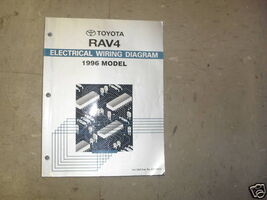 TOYOTA
RAV4
ELECTRICAL WIRING DIAGRAM
1996 MODEL